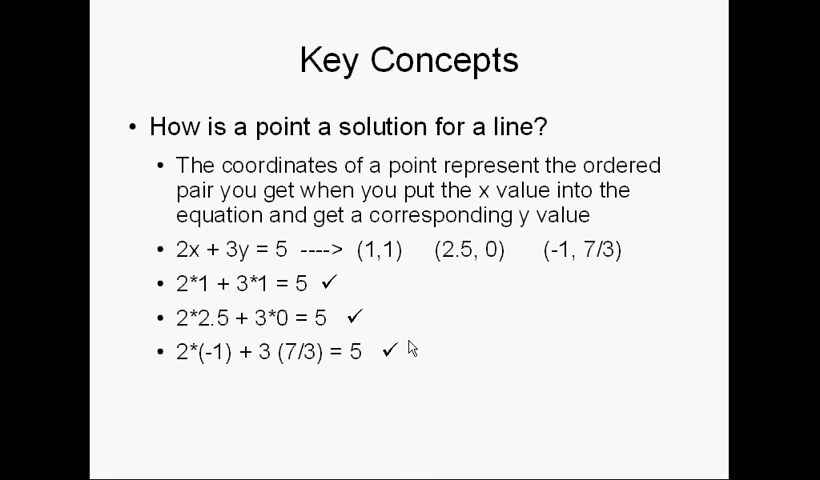 Key Concepts
• How is a point a solution for a line?
• The coordinates of a point represent the ordered
pair you get when you put the x value into the
equation and get a corresponding y value
• 2x + 3y = 5 ----> (1,1) (2.5, 0) (-1, 7/3)
• 2*1 + 3*1 = 5 ✓
• 2*2.5 + 3*0 = 5 ✓
• 2*(-1) + 3 (7/3) = 5 ✓